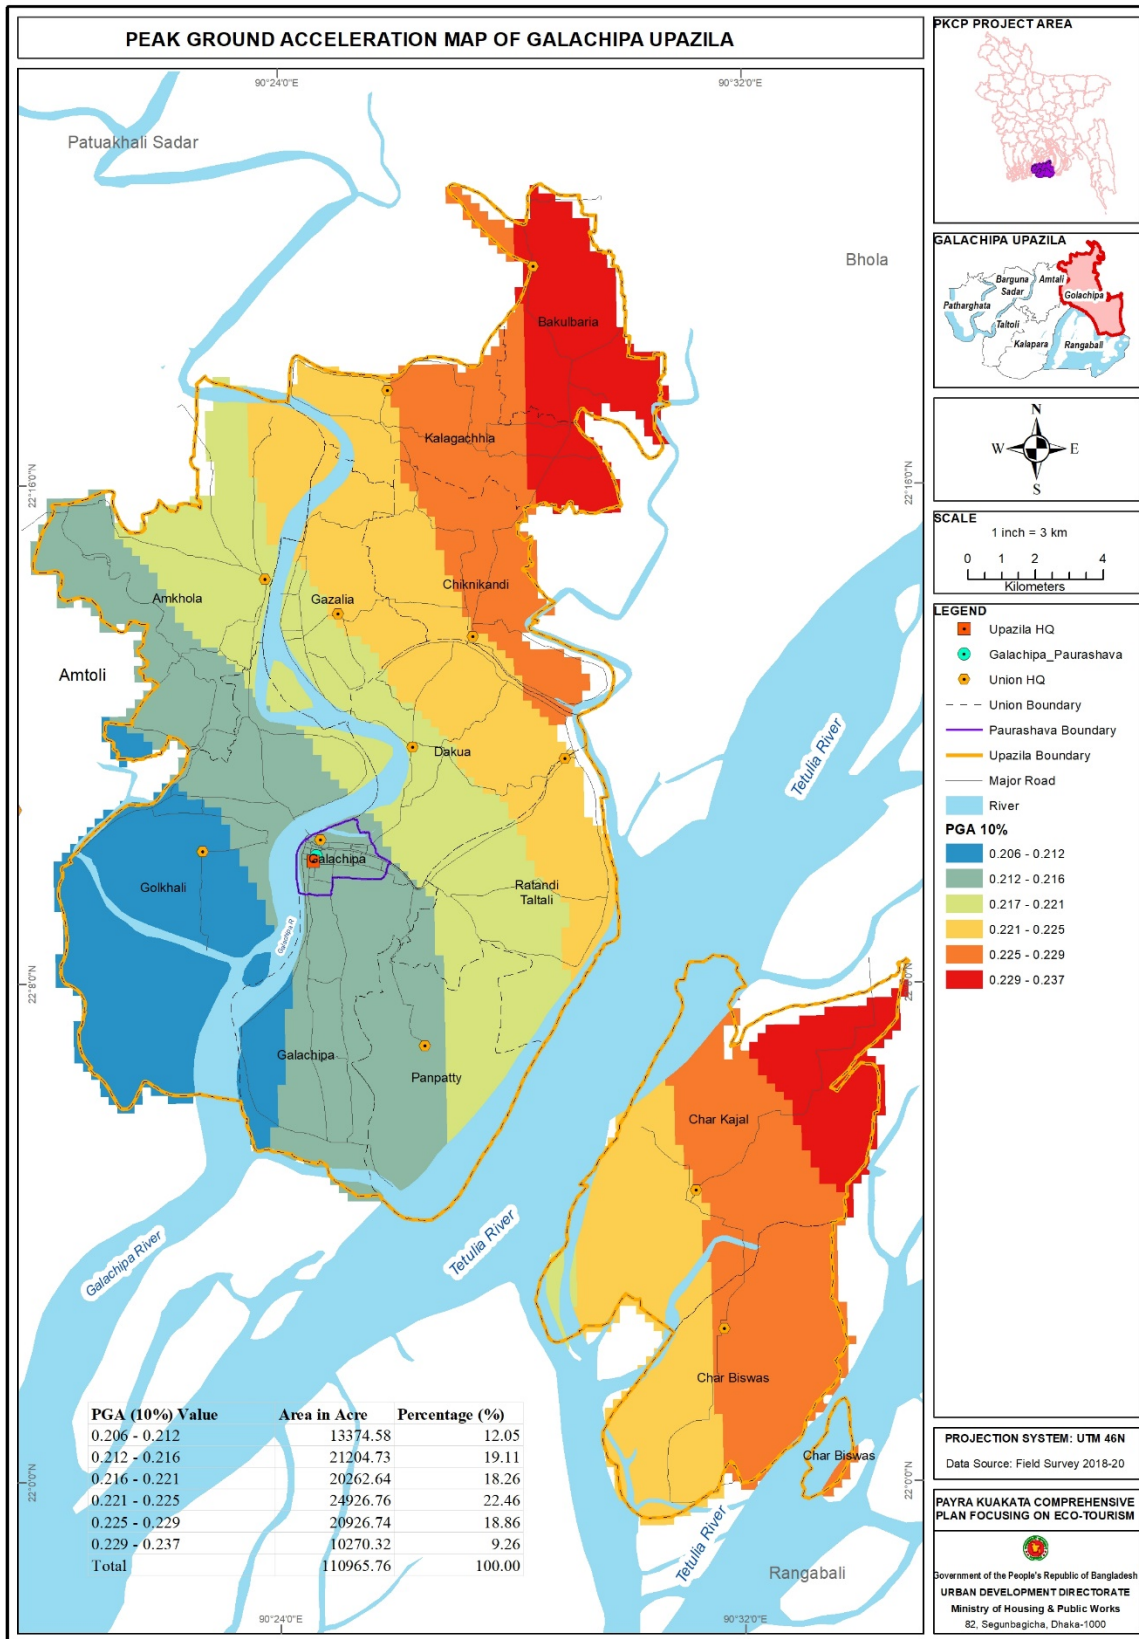 PEAK GROUND ACCELERATION MAP OF GALACHIPA UPAZILA
90°24'0"E
90°32'0"E
Patuakhali Sadar
Bhola
Bakulbaria
Kalagachhia
22°16'0"N
22°16'0"N
Chiknikandi
Amkhola
Gazalia
Amtoli
Dakua
Tetulia River
Galachipa
Golkhali
Ratandi
Taltali
Galachipa R
22°8'0"N
22°8'0"N
Galachipa
Panpatty
Char Kajal
Tetulia River
Galachipa River
Char Biswas
Char Biswas
22°0'0"N
22°0'0"N
Tetulia River
Rangabali
90°24'0"E
90°32'0"E
PGA (10%) Value Area in Acre Percentage (%)
0.206 - 0.212 13374.58 12.05
0.212 - 0.216 21204.73 19.11
0.216 - 0.221 20262.64 18.26
0.221 - 0.225 24926.76 22.46
0.225 - 0.229 20926.74 18.86
0.229 - 0.237 10270.32 9.26
Total 110965.76 100.00
PKCP PROJECT AREA
GALACHIPA UPAZILA
Barguna
Sadar
Amtali
Patharghata
Golachipa
Taltoli
Kalapara
Rangabali
N
W
E
S
SCALE
1 inch = 3 km
0 1 2 4
Kilometers
LEGEND
Upazila HQ
Galachipa_Paurashava
Union HQ
Union Boundary
Paurashava Boundary
Upazila Boundary
Major Road
River
PGA 10%
0.206 - 0.212
0.212 - 0.216
0.217 - 0.221
0.221 - 0.225
0.225 - 0.229
0.229 - 0.237
PROJECTION SYSTEM: UTM 46N
Data Source: Field Survey 2018-20
PAYRA KUAKATA COMPREHENSIVE
PLAN FOCUSING ON ECO-TOURISM
Government of the People's Republic of Bangladesh
URBAN DEVELOPMENT DIRECTORATE
Ministry of Housing & Public Works
82, Segunbagicha, Dhaka-1000